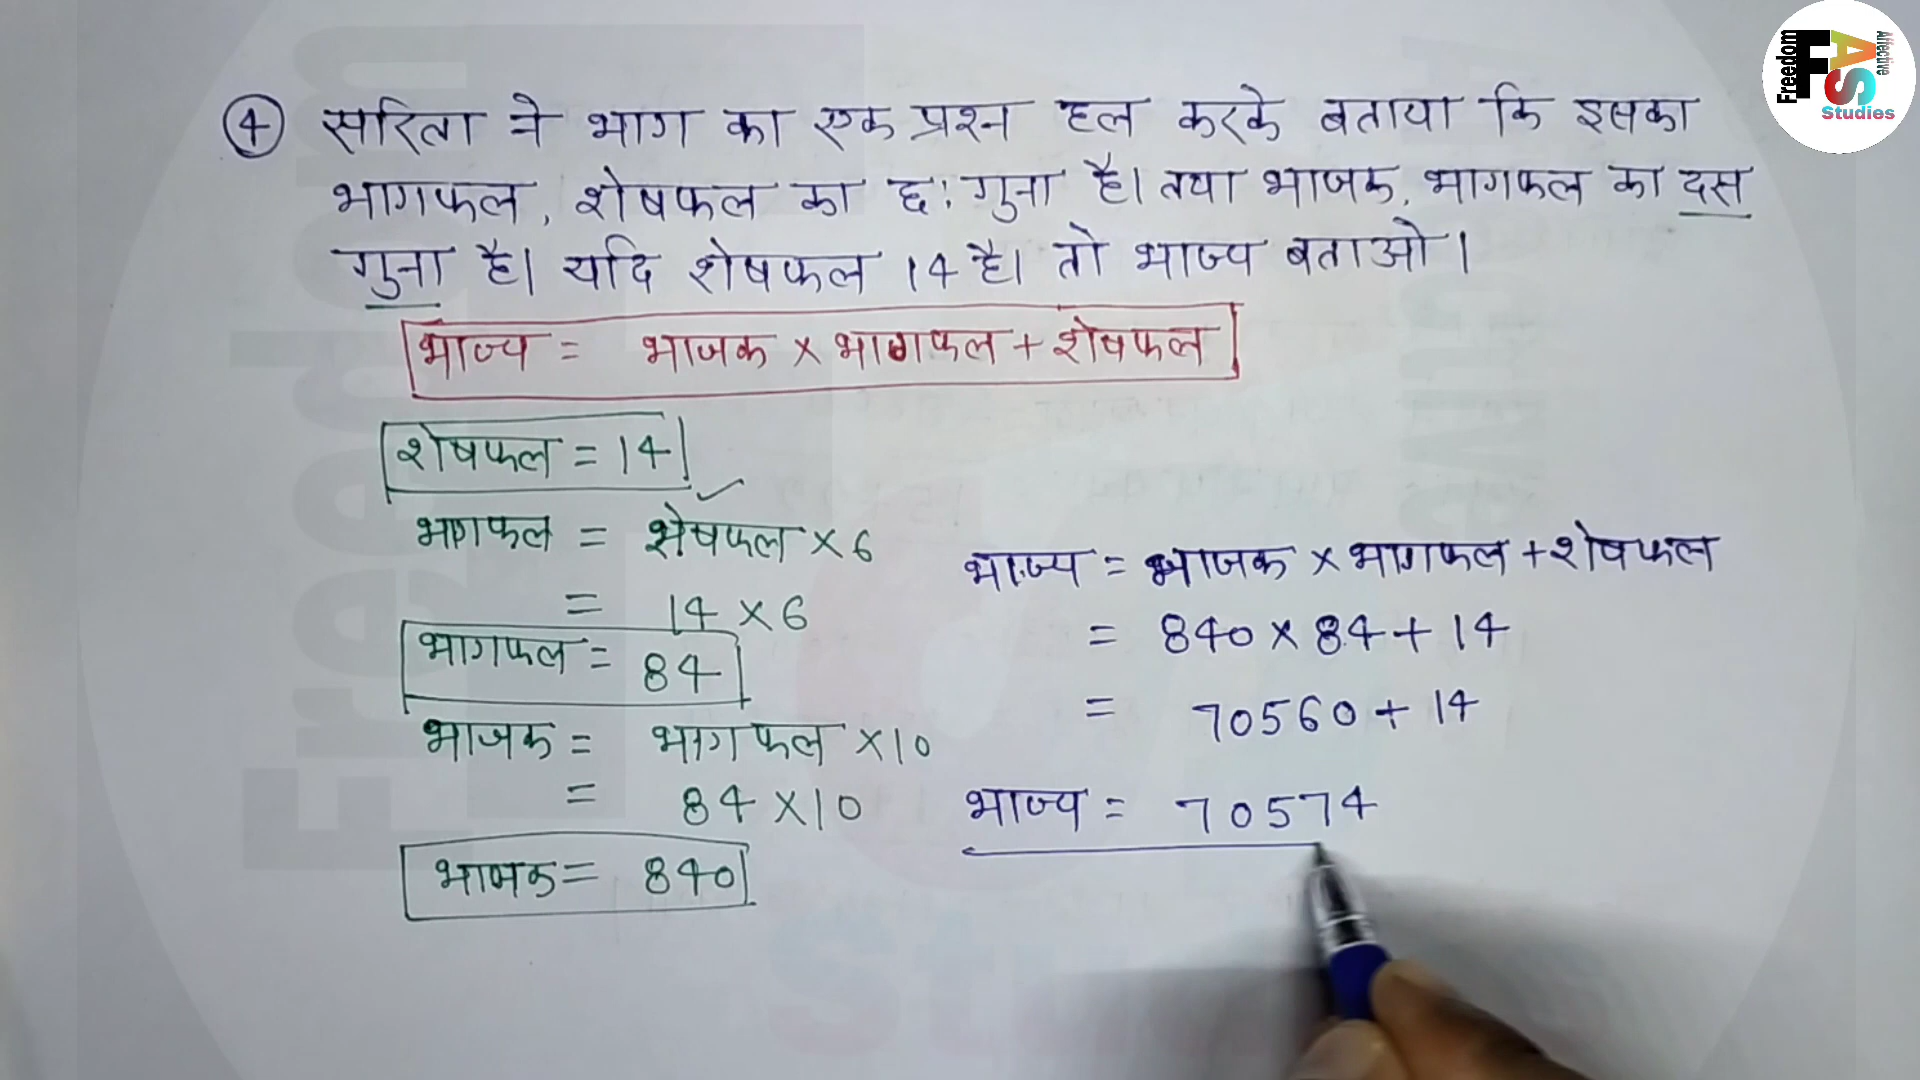 ④ सरिता ने भाग का एक प्रश्न हल करके बताया कि इसका
भागफल, शेषफल का छ: गुना है। तथा भाजक, भागफल का दस
गुना है। यदि शेषफल 14 है। तो भाज्य बताओ।
भाज्य = भाजक × भागफल + शेषफल
शेषफल = 14
भागफल = शेषफल × 6
= 14 × 6
भागफल = 84
भाजक = भागफल × 10
= 84 × 10
भाजक = 840
भाज्य = भाजक × भागफल + शेषफल
= 840 × 84 + 14
= 70560 + 14
भाज्य = 70574
Freedom
FAS
Affective
Studies